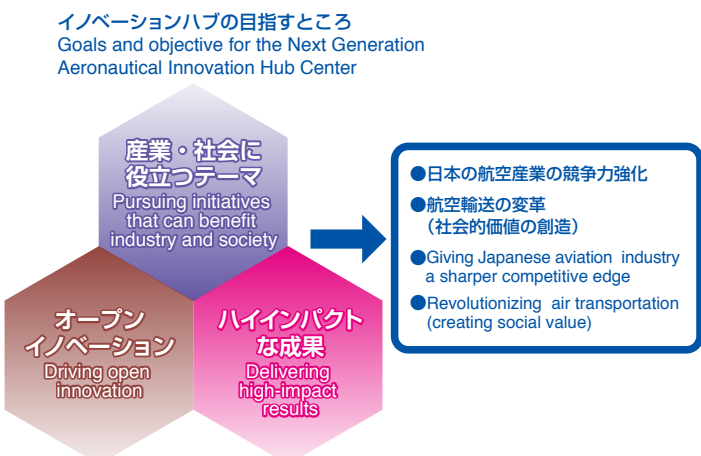 イノベーションハブの目指すところ
Goals and objective for the Next Generation
Aeronautical Innovation Hub Center
産業・社会に
役立つテーマ
Pursuing initiatives
that can benefit
industry and society
オープン
イノベーション
Driving open
innovation
ハイインパクト
な成果
Delivering
high-impact
results
●日本の航空産業の競争力強化
●航空輸送の変革
（社会的価値の創造）
●Giving Japanese aviation industry
a sharper competitive edge
●Revolutionizing air transportation
(creating social value)